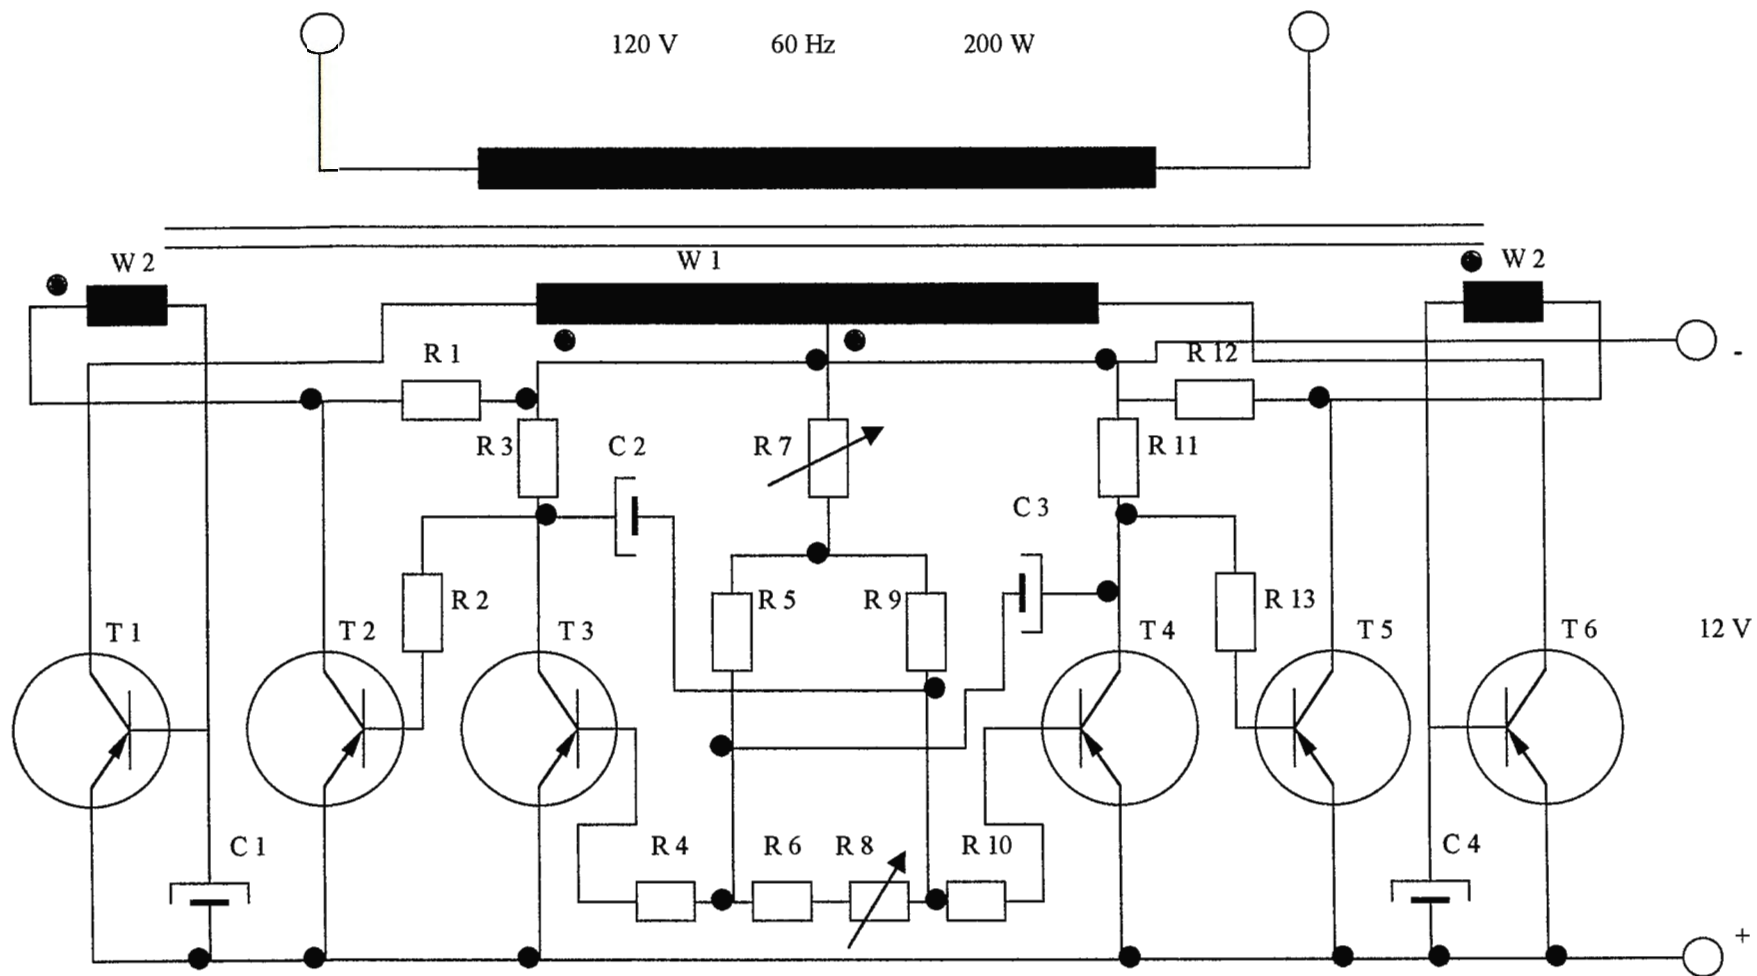 120 V 60 Hz 200 W
W 2 W 1 W 2
R 1 R 12 -
R 3 C 2 R 7 R 11
C 3
R 2 R 5 R 9 R 13
T 1 T 2 T 3 T 4 T 5 T 6 12 V
C 1 R 4 R 6 R 8 R 10 C 4
+